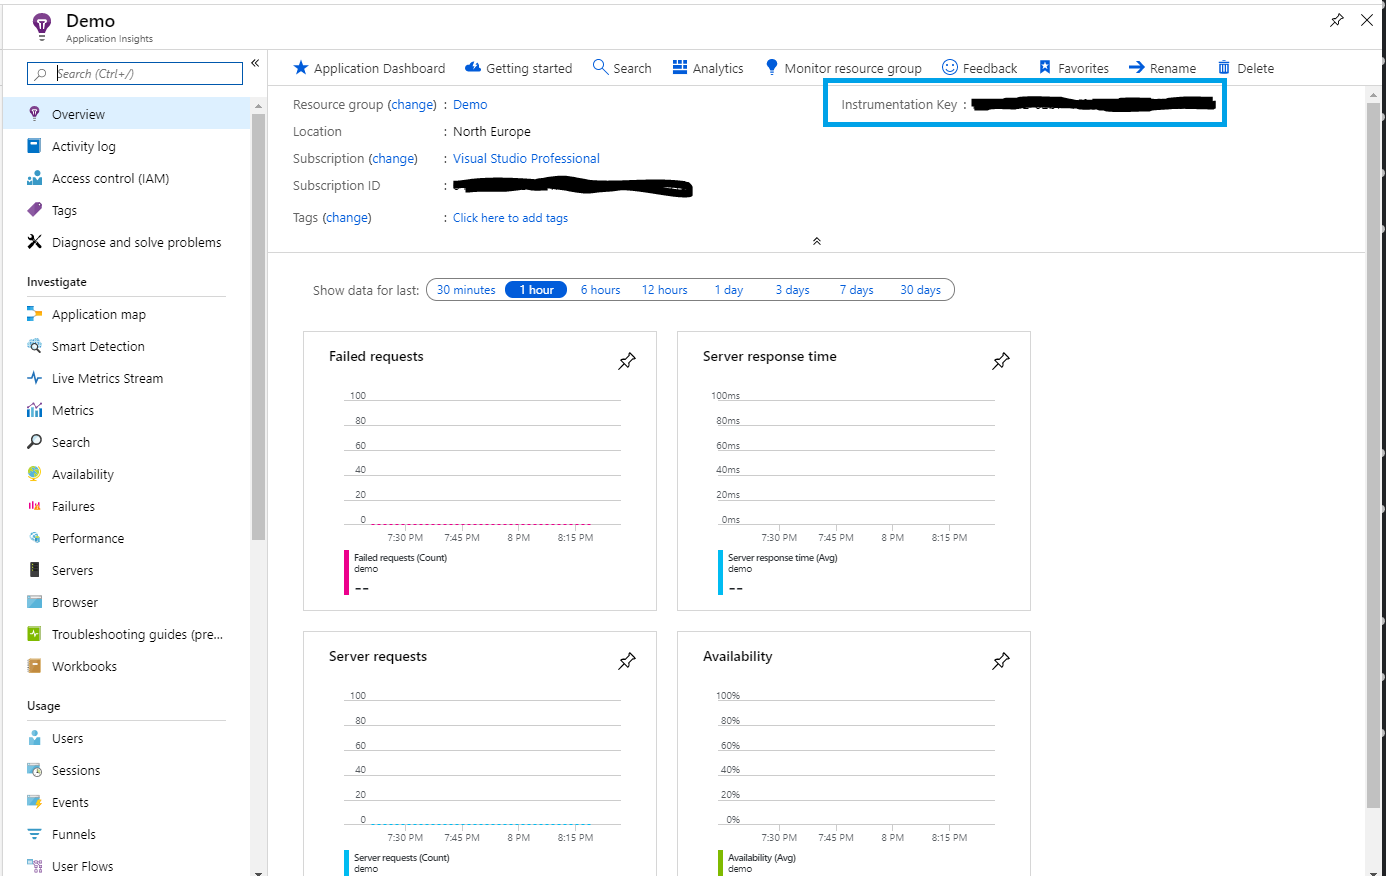 Demo
Application Insights
Search (Ctrl+/)
«
Overview
Activity log
Access control (IAM)
Tags
Diagnose and solve problems
Investigate
Application map
Smart Detection
Live Metrics Stream
Metrics
Search
Availability
Failures
Performance
Servers
Browser
Troubleshooting guides (pre...
Workbooks
Usage
Users
Sessions
Events
Funnels
User Flows
Application Dashboard Getting started Search Analytics Monitor resource group Feedback Favorites Rename Delete
Resource group (change) : Demo
Location : North Europe
Subscription (change) : Visual Studio Professional
Subscription ID :
Tags (change) : Click here to add tags
Instrumentation Key :
Show data for last: 30 minutes 1 hour 6 hours 12 hours 1 day 3 days 7 days 30 days
Failed requests
100
80
60
40
20
0
7:30 PM 7:45 PM 8 PM 8:15 PM
Failed requests (Count)
demo
--
Server response time
100ms
80ms
60ms
40ms
20ms
0ms
7:30 PM 7:45 PM 8 PM 8:15 PM
Server response time (Avg)
demo
--
Server requests
100
80
60
40
20
0
7:30 PM 7:45 PM 8 PM 8:15 PM
Server requests (Count)
demo
Availability
100%
80%
60%
40%
20%
0%
7:30 PM 7:45 PM 8 PM 8:15 PM
Availability (Avg)
demo